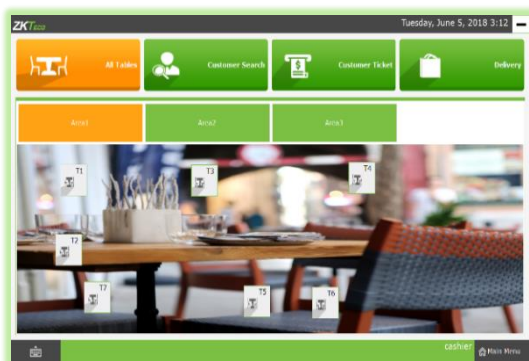 ZKTeco Tuesday, June 5, 2018 3:12
All Tables Customer Search Customer Ticket Delivery
Area1 Area2 Area3
T1 T3 T4
T2
T7 T5 T6
cashier Main Menu